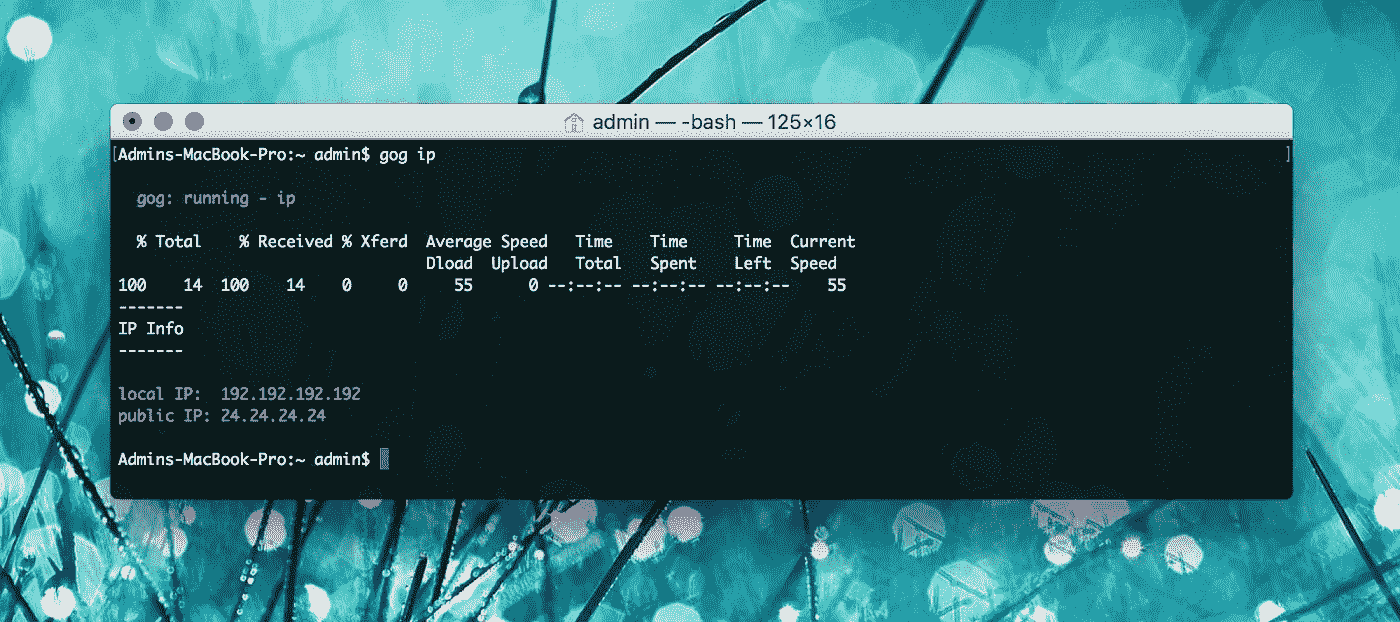 admin — -bash — 125×16
[Admins-MacBook-Pro:~ admin$ gog ip ]
gog: running - ip
% Total % Received % Xferd Average Speed Time Time Time Current
Dload Upload Total Spent Left Speed
100 14 100 14 0 0 55 0 --:--:-- --:--:-- --:--:-- 55
-------
IP Info
-------
local IP: 192.192.192.192
public IP: 24.24.24.24
Admins-MacBook-Pro:~ admin$